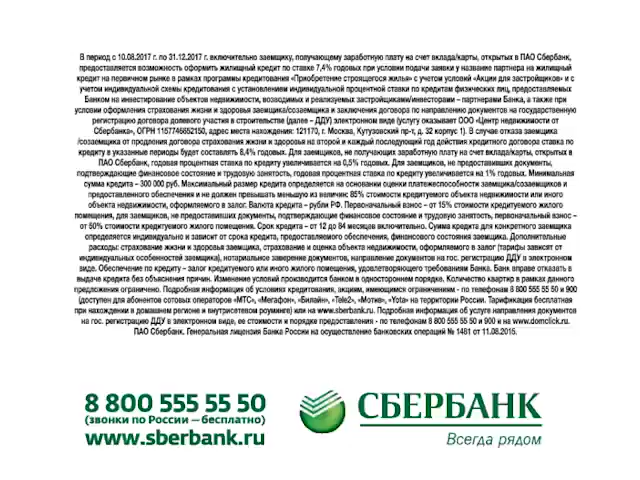 В период с 10.08.2017 г. по 31.12.2017 г. включительно заемщику, получающему заработную плату на счет вклада/карты, открытых в ПАО Сбербанк,
предоставляется возможность оформить жилищный кредит по ставке 7,4% годовых при условии подачи заявки у название партнера на жилищный
кредит на первичном рынке в рамках программы кредитования «Приобретение строящегося жилья» с учетом условий «Акции для застройщиков» и с
учетом индивидуальной схемы кредитования с установлением индивидуальной процентной ставки по кредитам физических лиц, предоставляемых
Банком на инвестирование объектов недвижимости, возводимых и реализуемых застройщиками/инвесторами – партнерами Банка, а также при
условии оформления страхования жизни и здоровья заемщика/созаемщика и заключения договора по направлению документов на государственную
регистрацию договора долевого участия в строительстве (далее – ДДУ) электронном виде (услугу оказывает ООО «Центр недвижимости от
Сбербанка», ОГРН 1157746652150, адрес места нахождения: 121170, г. Москва, Кутузовский пр-т, д. 32 корпус 1). В случае отказа заемщика
/созаемщика от продления договора страхования жизни и здоровья на второй и каждый последующий год действия кредитного договора ставка по
кредиту в указанные периоды будет составлять 8,4% годовых. Для заемщиков, не получающих заработную плату на счет вклада/карты, открытых в
ПАО Сбербанк, годовая процентная ставка по кредиту увеличивается на 0,5% годовых. Для заемщиков, не предоставивших документы,
подтверждающие финансовое состояние и трудовую занятость, годовая ставка по кредиту увеличивается на 1% годовых. Минимальная
сумма кредита – 300 000 руб. Максимальный размер кредита определяется на основании оценки платежеспособности заемщика/созаемщиков и
предоставленного обеспечения и не должен превышать меньшую из величин: 85% стоимости кредитуемого объекта недвижимости или иного
объекта недвижимости, оформляемого в залог. Валюта кредита – рубли РФ. Первоначальный взнос – от 15% стоимости кредитуемого жилого
помещения, для заемщиков, не предоставивших документы, подтверждающие финансовое состояние и трудовую занятость, первоначальный взнос –
от 50% стоимости кредитуемого жилого помещения. Срок кредита – от 12 до 84 месяцев включительно. Сумма кредита для конкретного заемщика
определяется индивидуально и зависит от срока кредита, предоставленного обеспечения, финансового состояния заемщика. Дополнительные
расходы: страхование жизни и здоровья заемщика, страхование и оценка объекта недвижимости, оформляемого в залог (тарифы зависят от
индивидуальных особенностей заемщика), нотариальное заверение документов, направление документов на гос. регистрацию ДДУ в электронном
виде. Обеспечение по кредиту – залог кредитуемого или иного жилого помещения, удовлетворяющего требованиям Банка. Банк вправе отказать в
выдаче кредита без объяснения причин. Изменение условий производится банком в одностороннем порядке. Количество квартир в рамках данного
предложения ограничено. Подробная информация об условиях кредитования, акциям, имеющимся ограничениям - по телефонам 8 800 555 55 50 и 900
(доступен для абонентов сотовых операторов «МТС», «Мегафон», «Билайн», «Tele2», «Мотив», «Yota» на территории России. Тарификация бесплатная
при нахождении в домашнем регионе и внутрисетевом роуминге) или на www.sberbank.ru. Подробная информация об услуге направления документов
на гос. регистрацию ДДУ в электронном виде, ее стоимости и порядке предоставления - по телефонам 8 800 555 55 50 и 900 и на www.domclick.ru.
ПАО Сбербанк. Генеральная лицензия Банка России на осуществление банковских операций № 1481 от 11.08.2015.
8 800 555 55 50
(звонки по России — бесплатно)
www.sberbank.ru
СБЕРБАНК
Всегда рядом